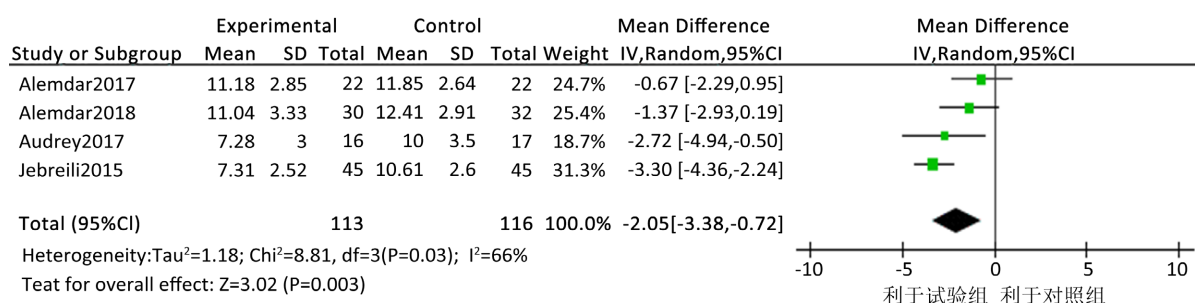 Experimental Control Mean Difference Mean Difference
Study or Subgroup Mean SD Total Mean SD Total Weight IV,Random,95%CI IV,Random,95%CI
Alemdar2017 11.18 2.85 22 11.85 2.64 22 24.7% -0.67 [-2.29,0.95]
Alemdar2018 11.04 3.33 30 12.41 2.91 32 25.4% -1.37 [-2.93,0.19]
Audrey2017 7.28 3 16 10 3.5 17 18.7% -2.72 [-4.94,-0.50]
Jebreili2015 7.31 2.52 45 10.61 2.6 45 31.3% -3.30 [-4.36,-2.24]
Total (95%Cl) 113 116 100.0% -2.05[-3.38,-0.72]
Heterogeneity:Tau²=1.18; Chi²=8.81, df=3(P=0.03); I²=66%
Teat for overall effect: Z=3.02 (P=0.003)
-10 -5 0 5 10
利于试验组 利于对照组